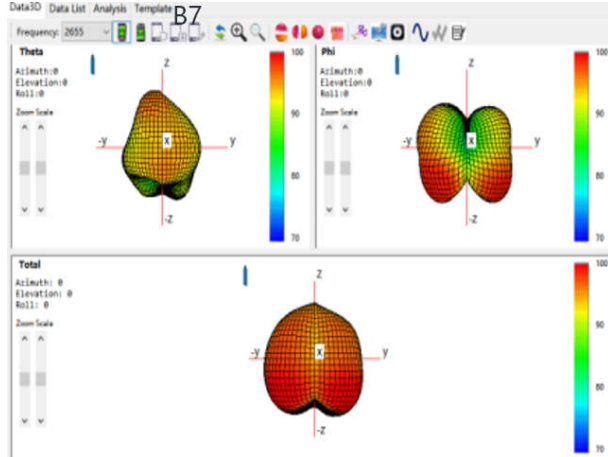 Data3D Data List Analysis Template B7
Frequency: 2655
Theta
Azimuth:0
Elevation:0
Roll:0
Zoom Scale
z
-y x y
-z
100
90
80
70
Phi
Azimuth:0
Elevation:0
Roll:0
Zoom Scale
z
-y x y
-z
100
90
80
70
Total
Azimuth: 0
Elevation: 0
Roll: 0
Zoom Scale
z
-y x y
-z
100
90
80
70